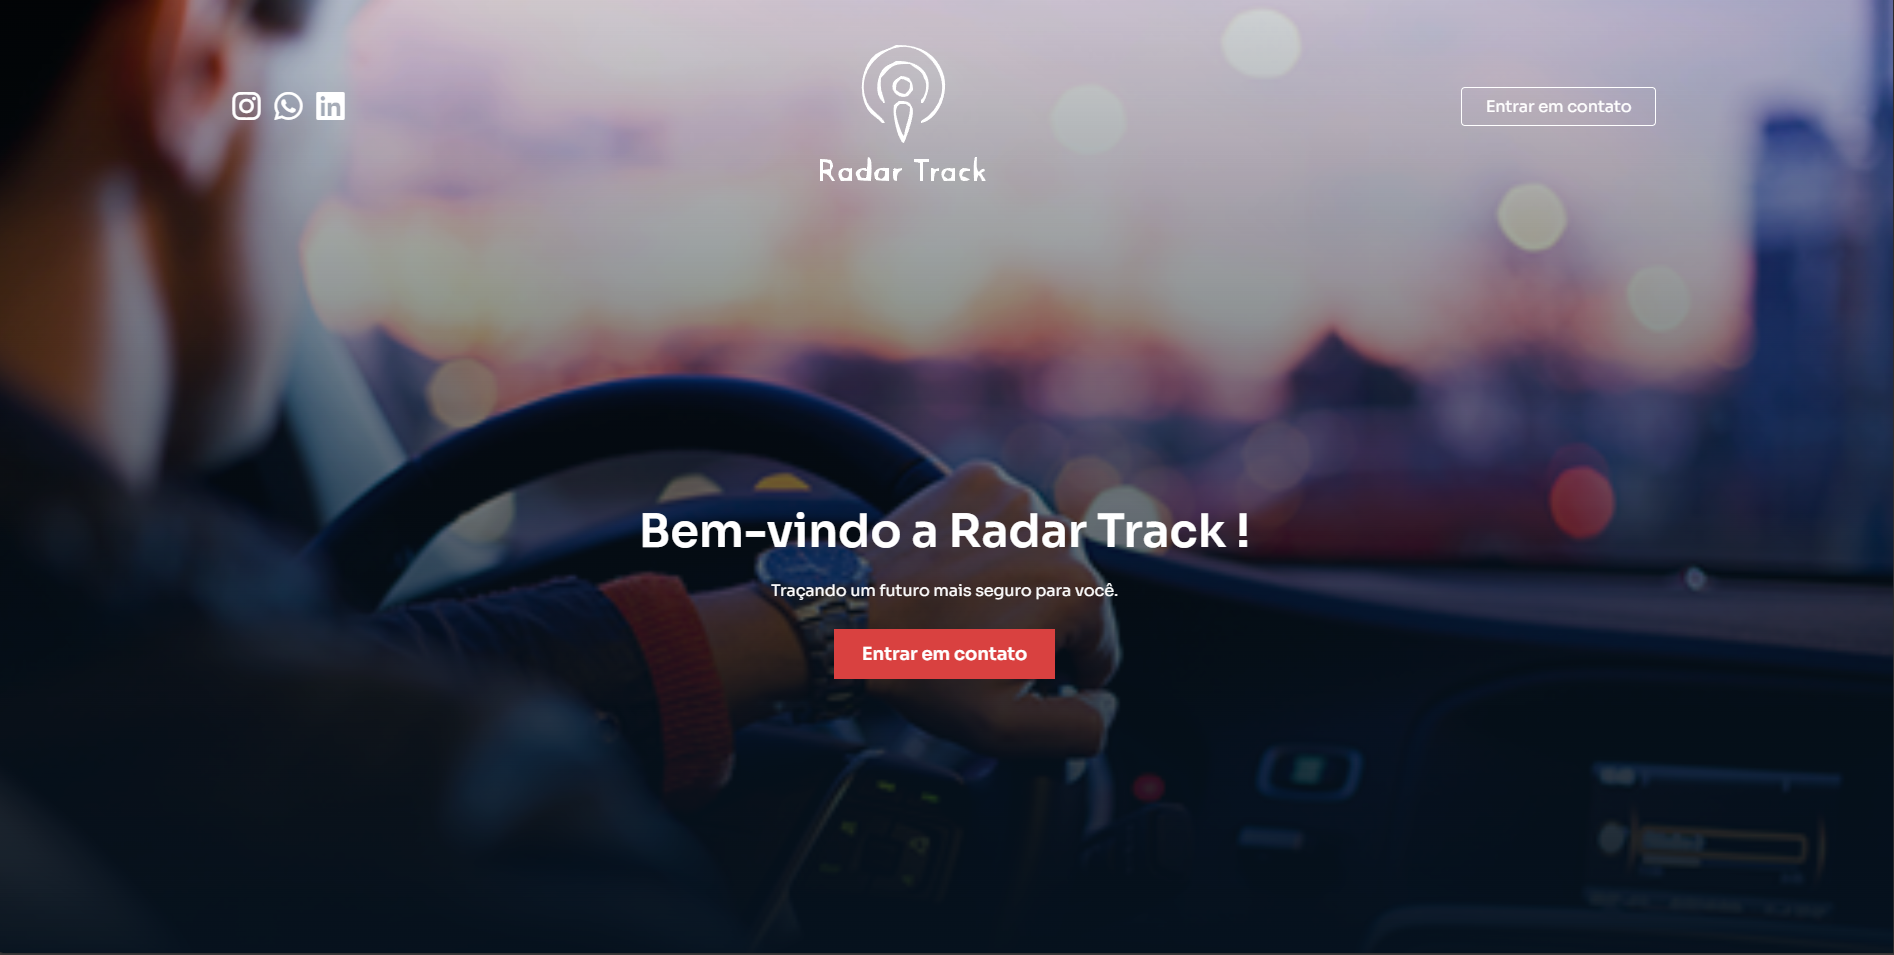 Radar Track
Entrar em contato
Bem-vindo a Radar Track !
Traçando um futuro mais seguro para você.
Entrar em contato